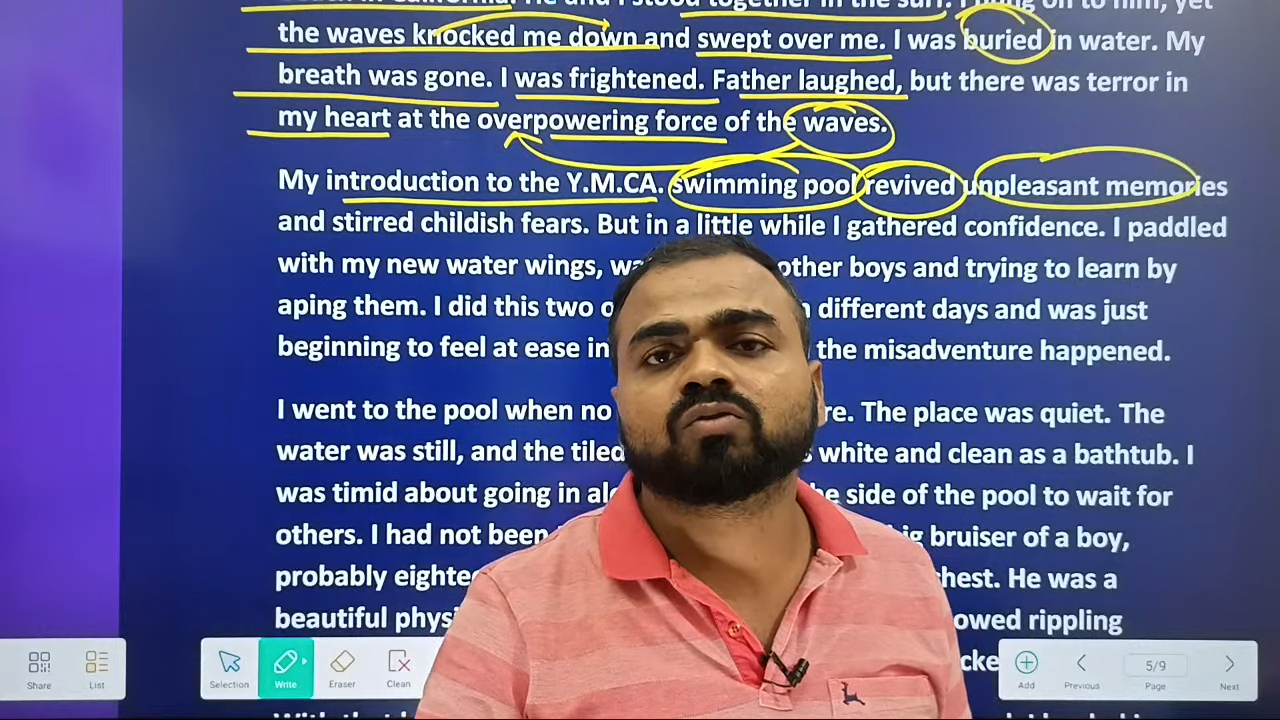 the waves knocked me down and swept over me. I was buried in water. My
breath was gone. I was frightened. Father laughed, but there was terror in
my heart at the overpowering force of the waves.
My introduction to the Y.M.CA. swimming pool revived unpleasant memories
and stirred childish fears. But in a little while I gathered confidence. I paddled
with my new water wings, other boys and trying to learn by
aping them. I did this two different days and was just
beginning to feel at ease in the misadventure happened.
I went to the pool when no The place was quiet. The
water was still, and the tiled white and clean as a bathtub. I
was timid about going in side of the pool to wait for
others. I had not been bruiser of a boy,
probably chest. He was a
beautiful rippling
Share
List
Selection
Write
Eraser
Clean
Add
Previous
5/9
Page
Next